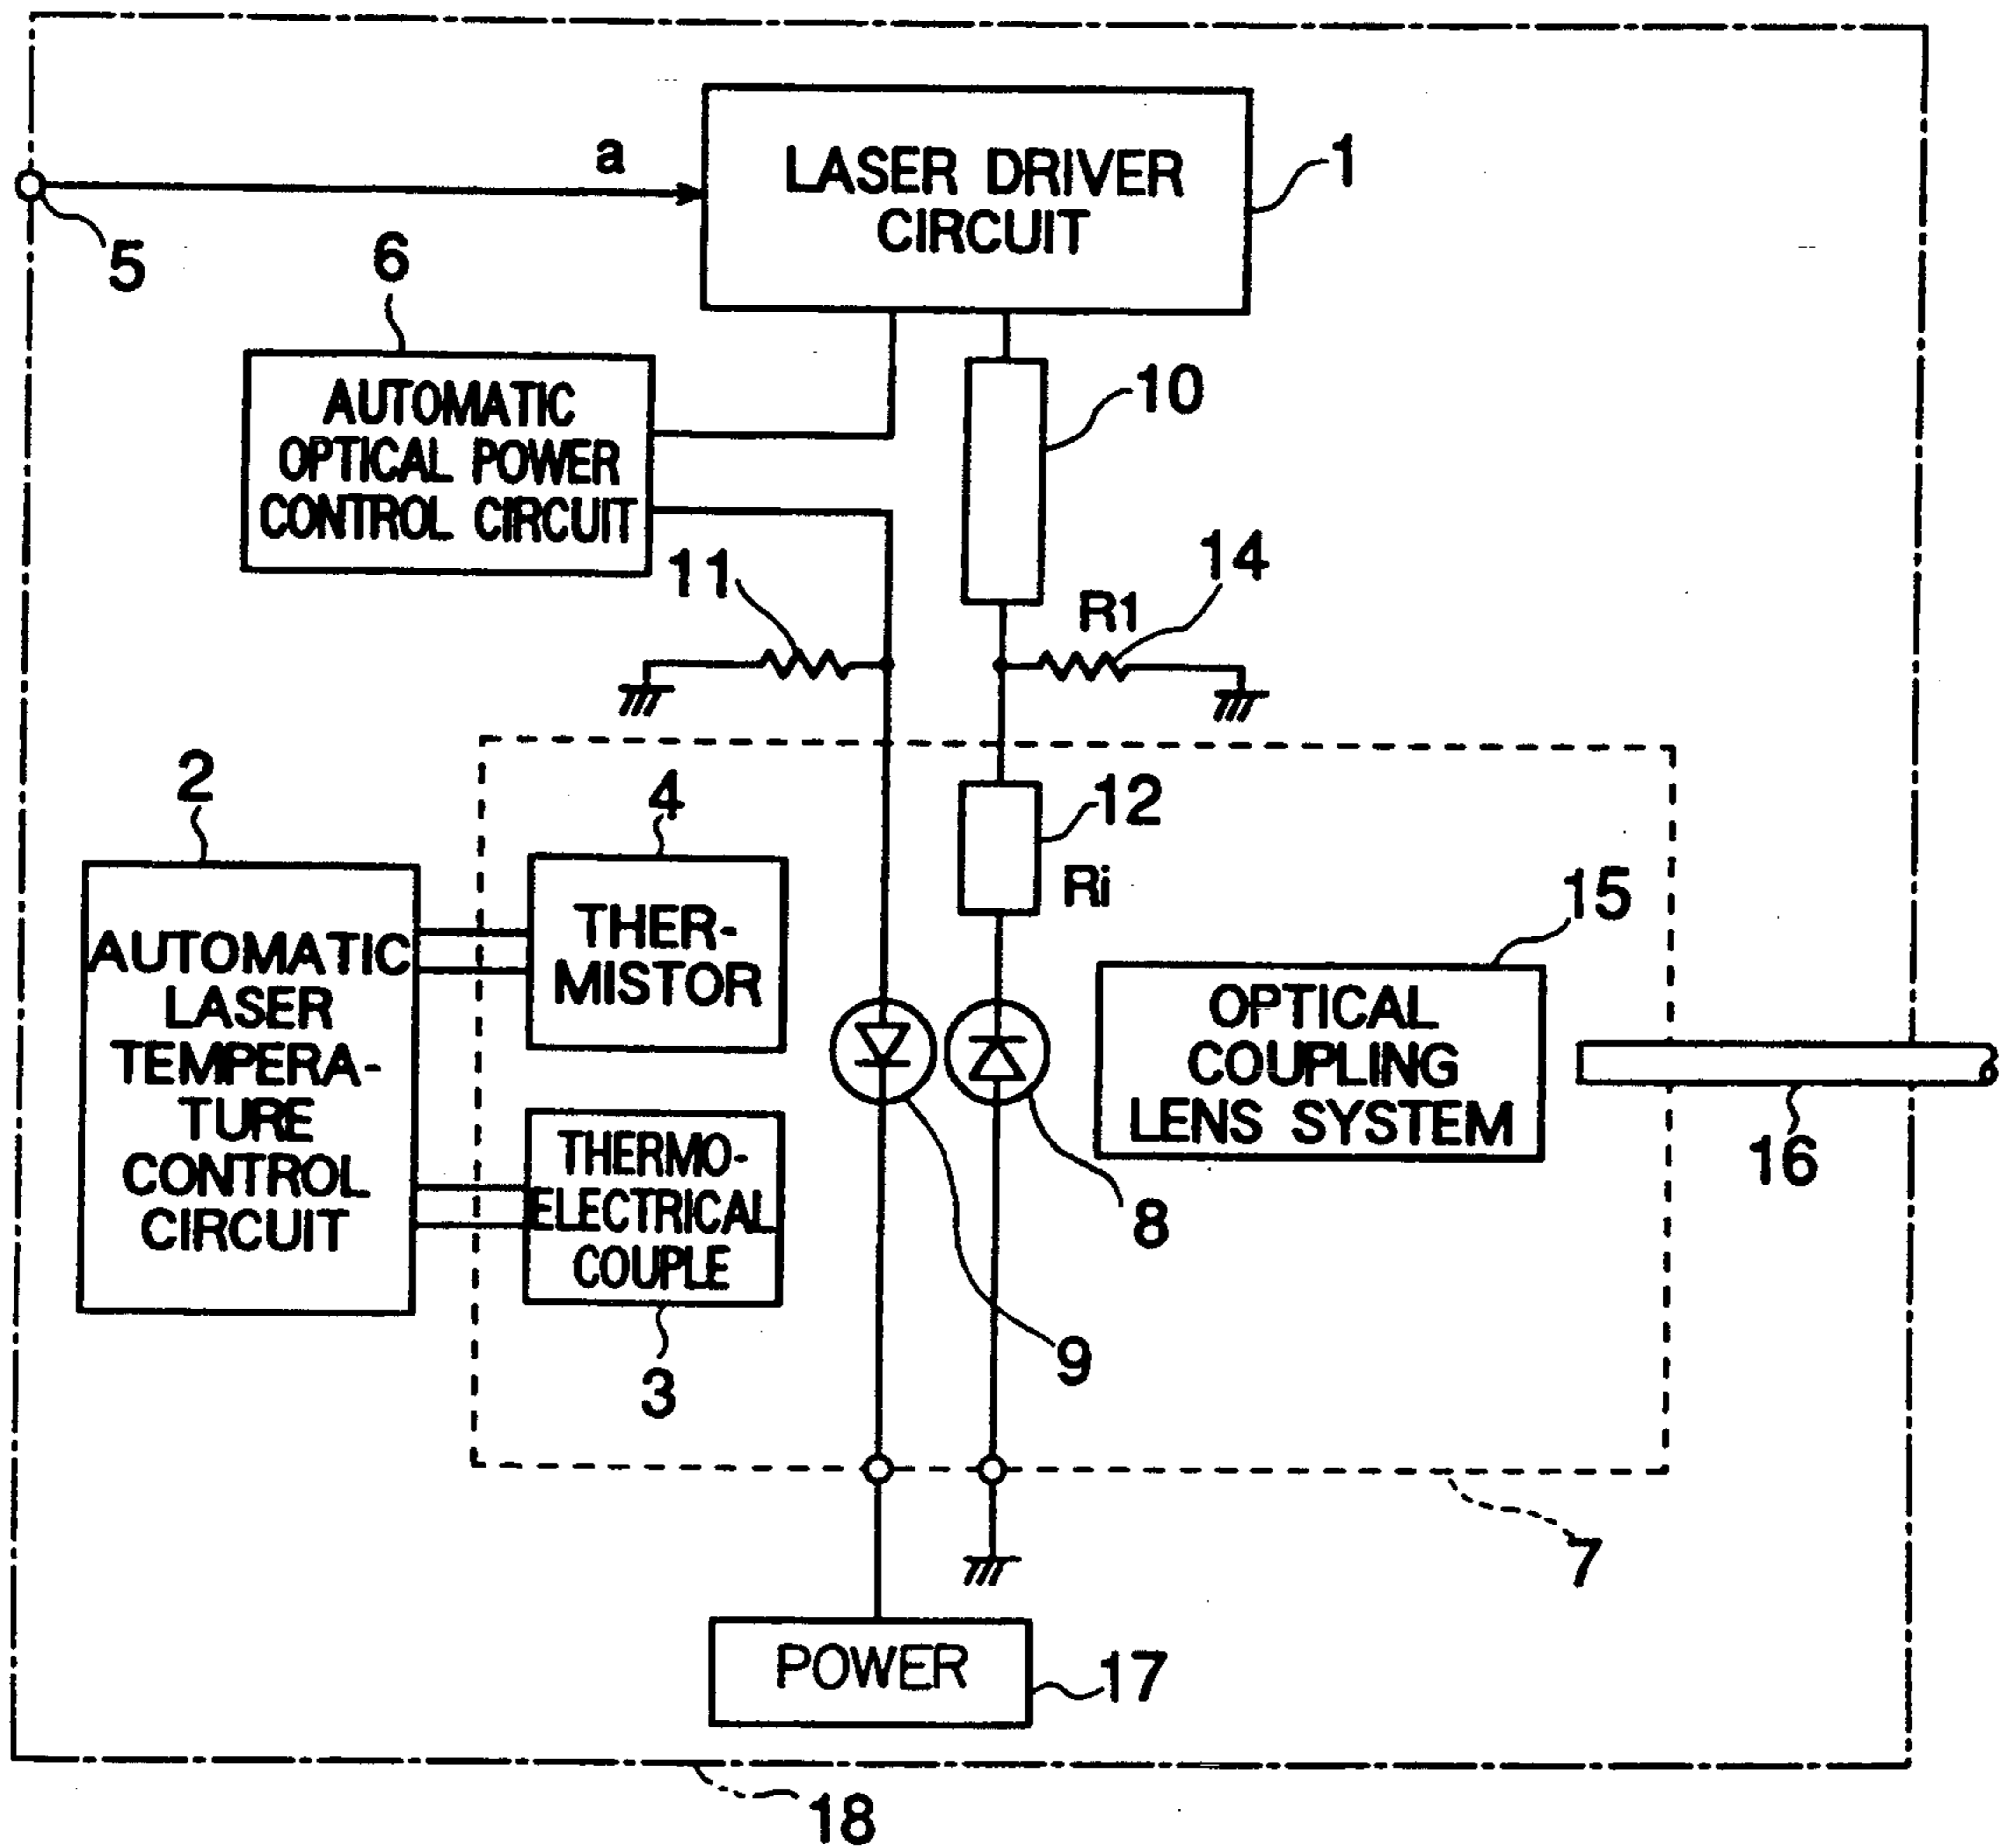 a
LASER DRIVER
CIRCUIT
1
5
6
AUTOMATIC
OPTICAL POWER
CONTROL CIRCUIT
10
11
R1
14
2
4
12
Ri
15
THER-
MISTOR
AUTOMATIC
LASER
TEMPERA-
TURE
CONTROL
CIRCUIT
OPTICAL
COUPLING
LENS SYSTEM
16
THERMO-
ELECTRICAL
COUPLE
8
9
3
7
POWER
17
18